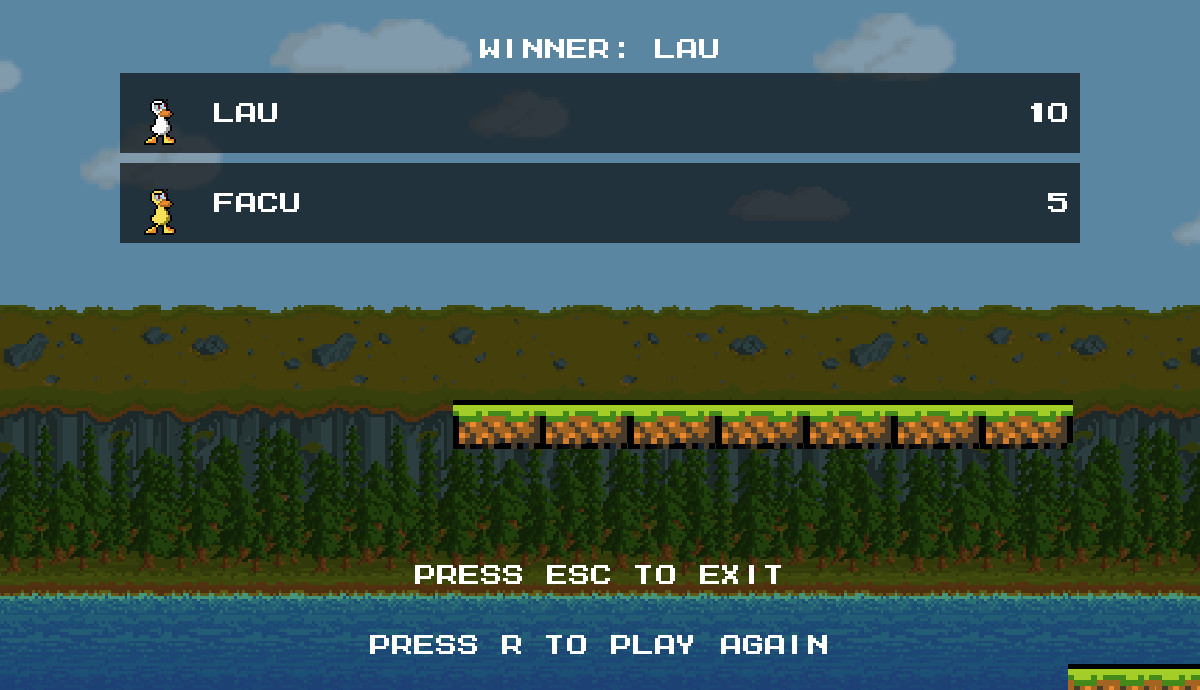 WINNER: LAU
LAU 10
FACU 5
PRESS ESC TO EXIT
PRESS R TO PLAY AGAIN